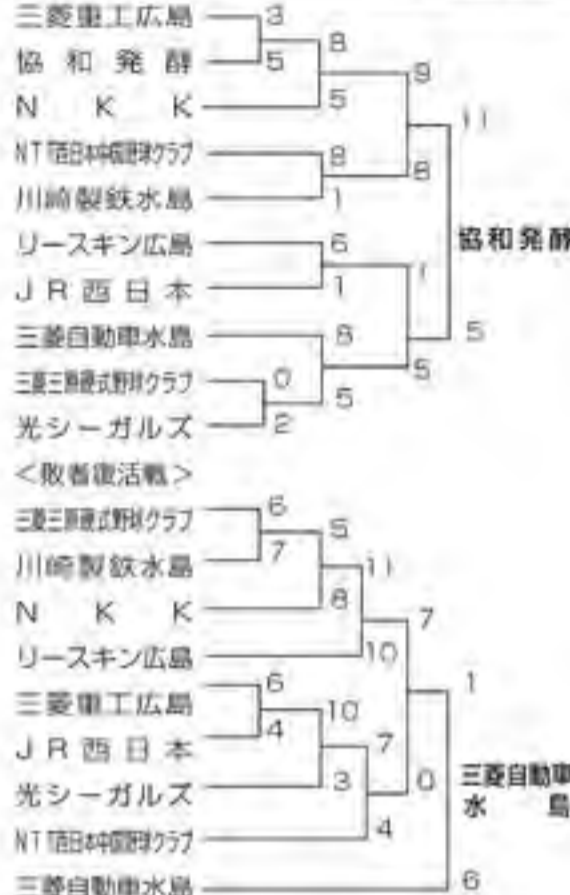 三菱重工広島 3
8
協和発酵 5
9
NKK 5
11
NTT西日本中国野球クラブ 8
8
川崎製鉄水島 1
リースキン広島 6
協和発酵
1
JR西日本 1
三菱自動車水島 8
5
三菱三原硬式野球クラブ 0
5
5
光シーガルズ 2
<敗者復活戦>
三菱三原硬式野球クラブ 6
5
川崎製鉄水島 7
11
NKK 8
7
リースキン広島 10
三菱重工広島 6
1
10
JR西日本 4
7
光シーガルズ 3
0
三菱自動車
水島
NTT西日本中国野球クラブ 4
三菱自動車水島 6